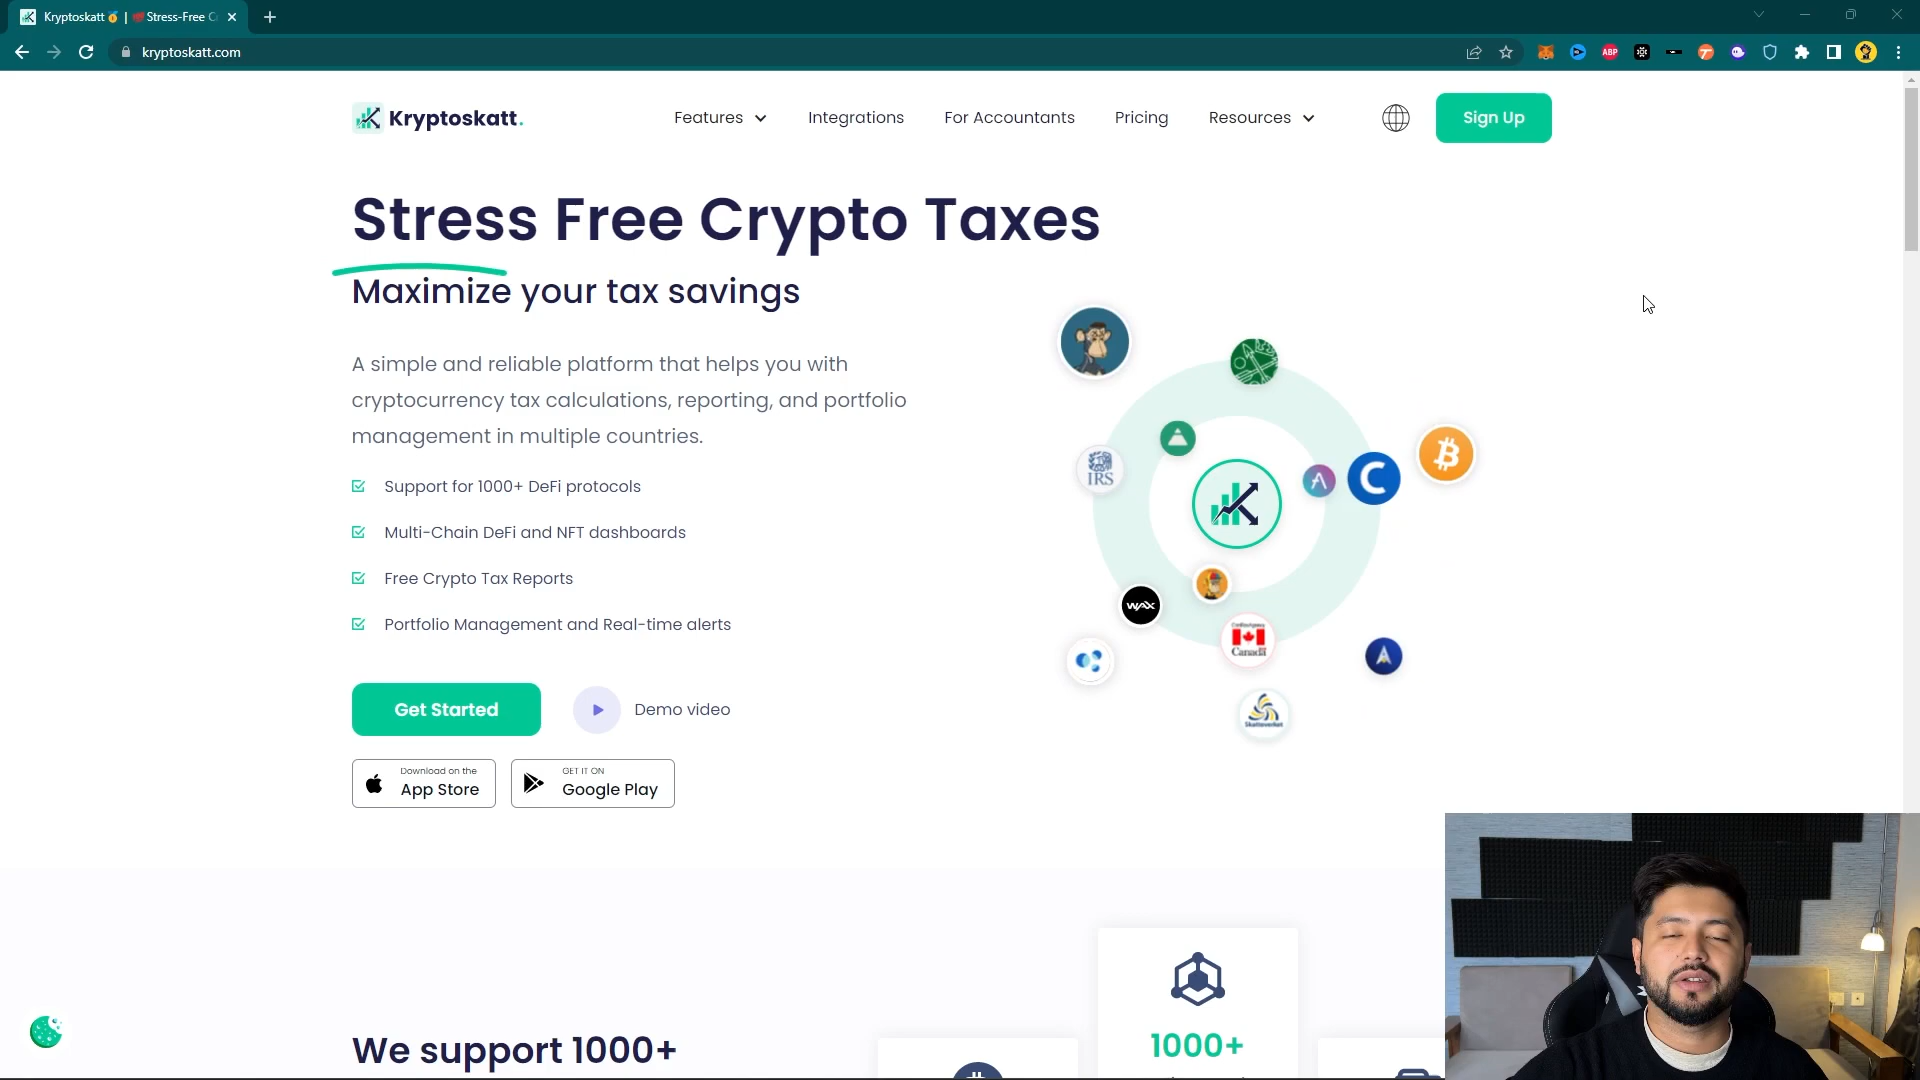 Kryptoskatt | Stress-Free C
kryptoskatt.com
ABP
Kryptoskatt.
Features
Integrations
For Accountants
Pricing
Resources
Sign Up
Stress Free Crypto Taxes
Maximize your tax savings
A simple and reliable platform that helps you with
cryptocurrency tax calculations, reporting, and portfolio
management in multiple countries.
Support for 1000+ DeFi protocols
Multi-Chain DeFi and NFT dashboards
Free Crypto Tax Reports
Portfolio Management and Real-time alerts
IRS
WAX
Canada
Skatteverket
Get Started
Demo video
Download on the
App Store
GET IT ON
Google Play
We support 1000+
1000+